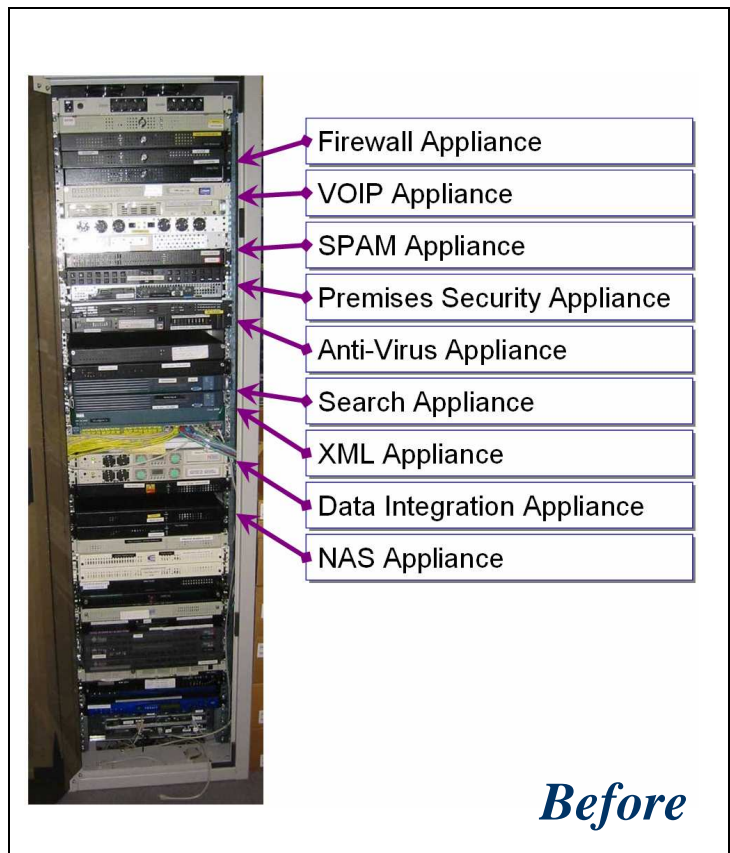 Firewall Appliance
VOIP Appliance
SPAM Appliance
Premises Security Appliance
Anti-Virus Appliance
Search Appliance
XML Appliance
Data Integration Appliance
NAS Appliance
Before